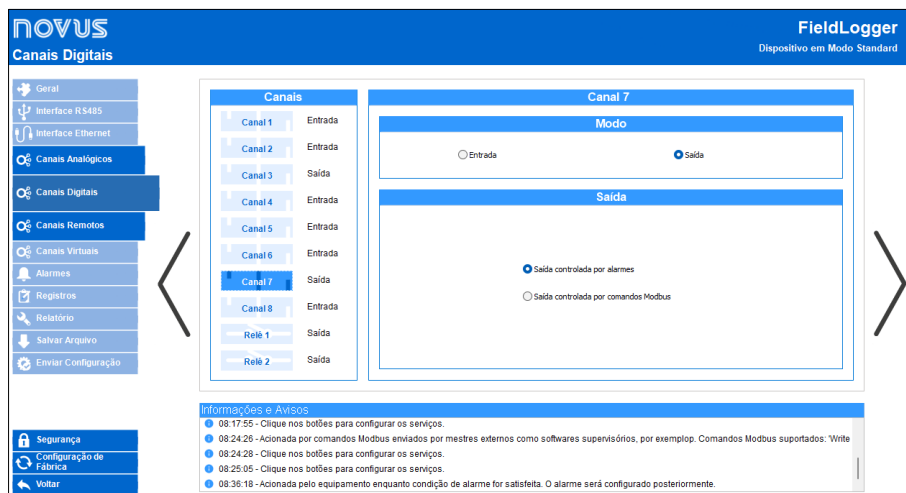 NOVUS
FieldLogger
Canais Digitais
Dispositivo em Modo Standard
Geral
Interface RS485
Interface Ethernet
Canais Analógicos
Canais Digitais
Canais Remotos
Canais Virtuais
Alarmes
Registros
Relatório
Salvar Arquivo
Enviar Configuração
Segurança
Configuração de
Fábrica
Voltar
Canais
Canal 1 Entrada
Canal 2 Entrada
Canal 3 Saída
Canal 4 Entrada
Canal 5 Entrada
Canal 6 Entrada
Canal 7 Saída
Canal 8 Entrada
Relê 1 Saída
Relê 2 Saída
Canal 7
Modo
Entrada Saída
Saída
Saída controlada por alarmes
Saída controlada por comandos Modbus
Informações e Avisos
08:17:55 - Clique nos botões para configurar os serviços.
08:24:26 - Acionada por comandos Modbus enviados por mestres externos como softwares supervisórios, por exemplop. Comandos Modbus suportados: 'Write
08:24:28 - Clique nos botões para configurar os serviços.
08:25:05 - Clique nos botões para configurar os serviços.
08:36:18 - Acionada pelo equipamento enquanto condição de alarme for satisfeita. O alarme será configurado posteriormente.